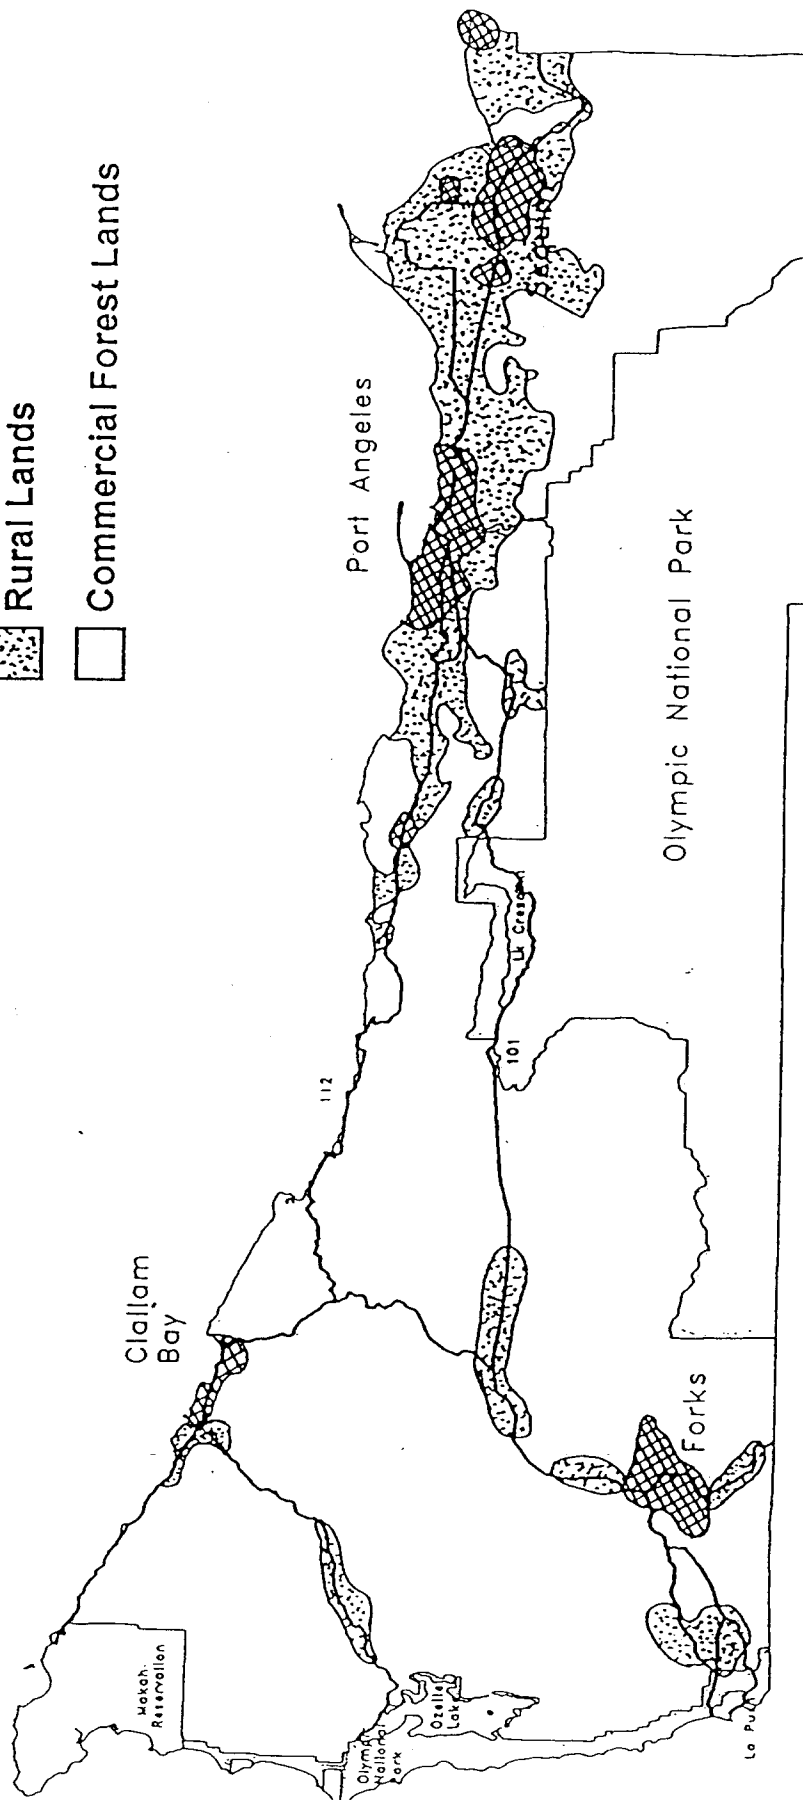 Rural Lands
Commercial Forest Lands
Port Angeles
Clallam
Bay
112
101
Lk Crescent
Olympic National Park
Forks
Makah
Reservation
Olympic
National
Park
Ozette
Lake
La Push